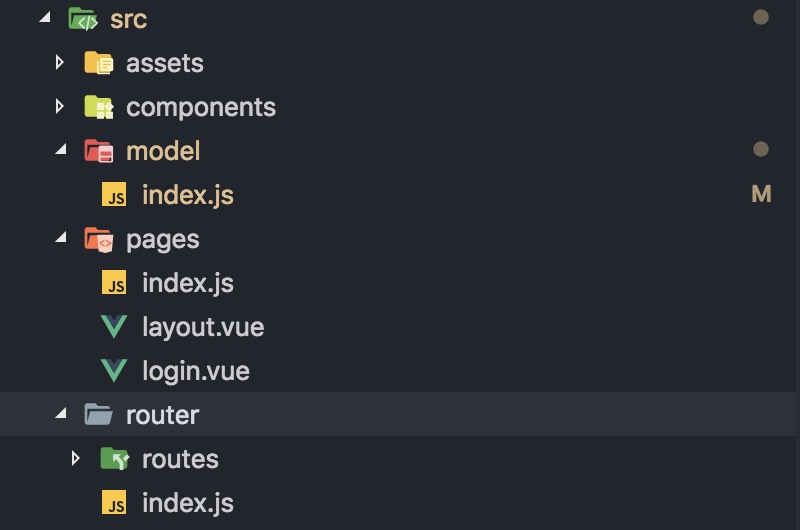 src
assets
components
model
JS index.js M
pages
JS index.js
layout.vue
login.vue
router
routes
JS index.js